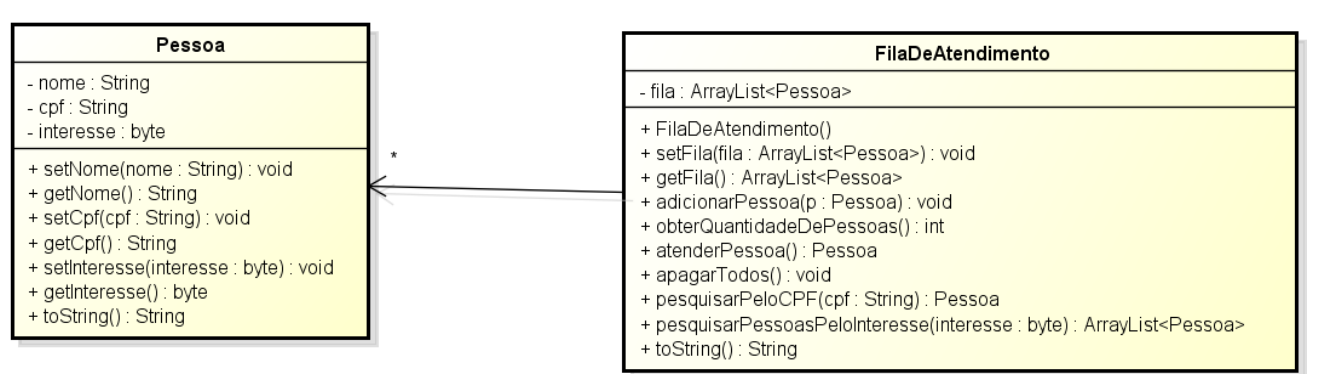 Pessoa
- nome : String
- cpf : String
- interesse : byte
+ setNome(nome : String) : void
+ getNome() : String
+ setCpf(cpf : String) : void
+ getCpf() : String
+ setInteresse(interesse : byte) : void
+ getInteresse() : byte
+ toString() : String
*
FilaDeAtendimento
- fila : ArrayList<Pessoa>
+ FilaDeAtendimento()
+ setFila(fila : ArrayList<Pessoa>) : void
+ getFila() : ArrayList<Pessoa>
+ adicionarPessoa(p : Pessoa) : void
+ obterQuantidadeDePessoas() : int
+ atenderPessoa() : Pessoa
+ apagarTodos() : void
+ pesquisarPeloCPF(cpf : String) : Pessoa
+ pesquisarPessoasPeloInteresse(interesse : byte) : ArrayList<Pessoa>
+ toString() : String